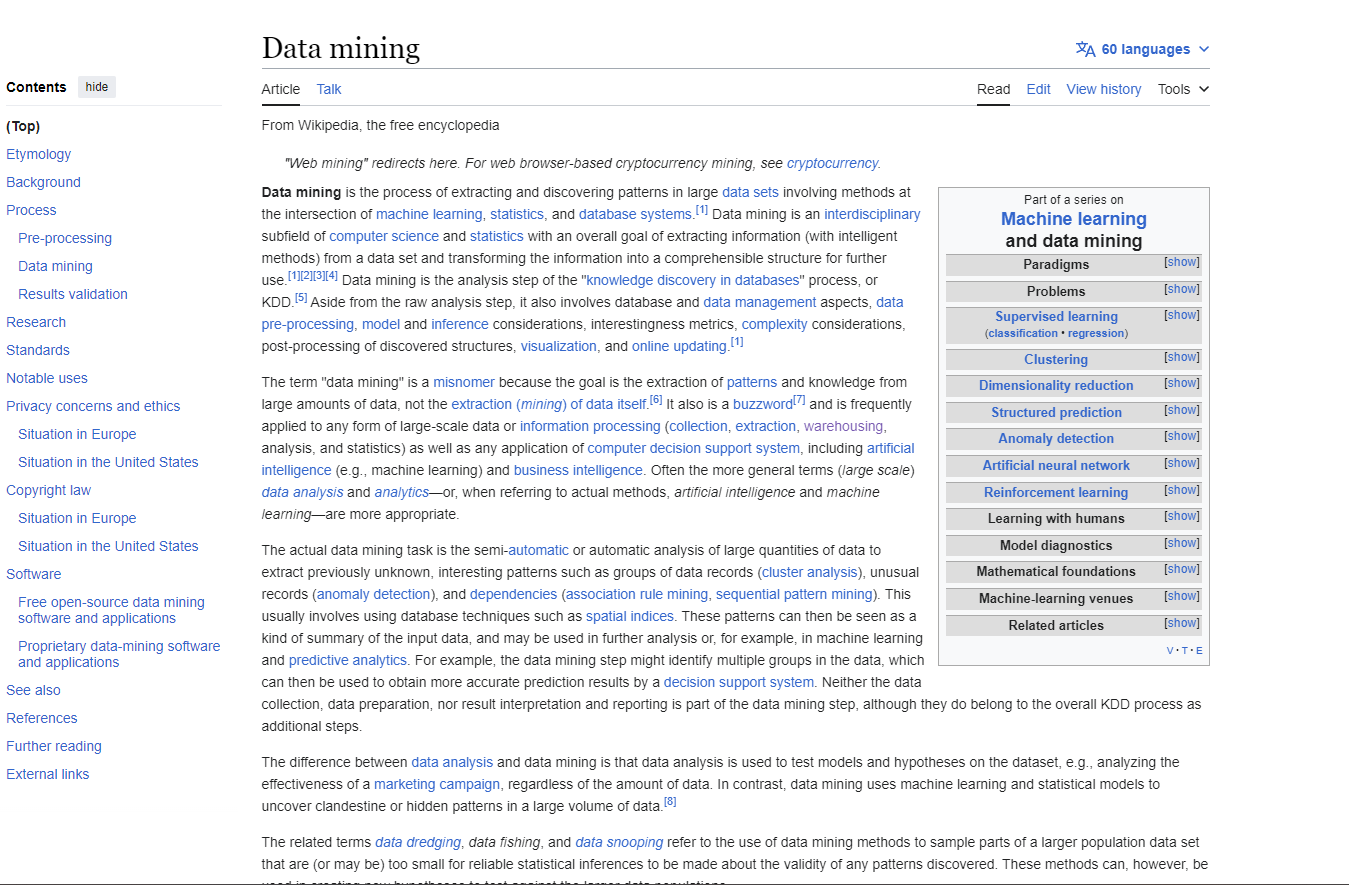 Data mining
60 languages
Contents hide
Article Talk
Read Edit View history Tools
From Wikipedia, the free encyclopedia
(Top)
Etymology
Background
Process
Pre-processing
Data mining
Results validation
Research
Standards
Notable uses
Privacy concerns and ethics
Situation in Europe
Situation in the United States
Copyright law
Situation in Europe
Situation in the United States
Software
Free open-source data mining
software and applications
Proprietary data-mining software
and applications
See also
References
Further reading
External links
"Web mining" redirects here. For web browser-based cryptocurrency mining, see cryptocurrency.
Data mining is the process of extracting and discovering patterns in large data sets involving methods at
the intersection of machine learning, statistics, and database systems.[1] Data mining is an interdisciplinary
subfield of computer science and statistics with an overall goal of extracting information (with intelligent
methods) from a data set and transforming the information into a comprehensible structure for further
use.[1][2][3][4] Data mining is the analysis step of the "knowledge discovery in databases" process, or
KDD.[5] Aside from the raw analysis step, it also involves database and data management aspects, data
pre-processing, model and inference considerations, interestingness metrics, complexity considerations,
post-processing of discovered structures, visualization, and online updating.[1]
The term "data mining" is a misnomer because the goal is the extraction of patterns and knowledge from
large amounts of data, not the extraction (mining) of data itself.[6] It also is a buzzword[7] and is frequently
applied to any form of large-scale data or information processing (collection, extraction, warehousing,
analysis, and statistics) as well as any application of computer decision support system, including artificial
intelligence (e.g., machine learning) and business intelligence. Often the more general terms (large scale)
data analysis and analytics—or, when referring to actual methods, artificial intelligence and machine
learning—are more appropriate.
The actual data mining task is the semi-automatic or automatic analysis of large quantities of data to
extract previously unknown, interesting patterns such as groups of data records (cluster analysis), unusual
records (anomaly detection), and dependencies (association rule mining, sequential pattern mining). This
usually involves using database techniques such as spatial indices. These patterns can then be seen as a
kind of summary of the input data, and may be used in further analysis or, for example, in machine learning
and predictive analytics. For example, the data mining step might identify multiple groups in the data, which
can then be used to obtain more accurate prediction results by a decision support system. Neither the data
collection, data preparation, nor result interpretation and reporting is part of the data mining step, although they do belong to the overall KDD process as
additional steps.
The difference between data analysis and data mining is that data analysis is used to test models and hypotheses on the dataset, e.g., analyzing the
effectiveness of a marketing campaign, regardless of the amount of data. In contrast, data mining uses machine learning and statistical models to
uncover clandestine or hidden patterns in a large volume of data.[8]
The related terms data dredging, data fishing, and data snooping refer to the use of data mining methods to sample parts of a larger population data set
that are (or may be) too small for reliable statistical inferences to be made about the validity of any patterns discovered. These methods can, however, be
Part of a series on
Machine learning
and data mining
Paradigms [show]
Problems [show]
Supervised learning [show]
(classification • regression)
Clustering [show]
Dimensionality reduction [show]
Structured prediction [show]
Anomaly detection [show]
Artificial neural network [show]
Reinforcement learning [show]
Learning with humans [show]
Model diagnostics [show]
Mathematical foundations [show]
Machine-learning venues [show]
Related articles [show]
V · T · E